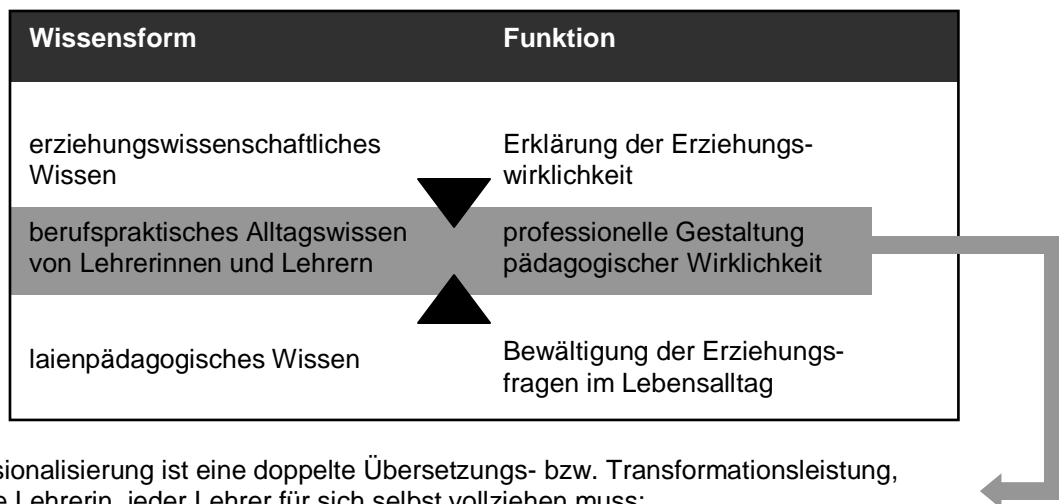 Wissensform Funktion
erziehungswissenschaftliches Erklärung der Erziehungs-
Wissen wirklichkeit
berufspraktisches Alltagswissen professionelle Gestaltung
von Lehrerinnen und Lehrern pädagogischer Wirklichkeit
laienpädagogisches Wissen Bewältigung der Erziehungs-
fragen im Lebensalltag
sionalisierung ist eine doppelte Übersetzungs- bzw. Transformationsleistung,
e Lehrerin, jeder Lehrer für sich selbst vollziehen muss: